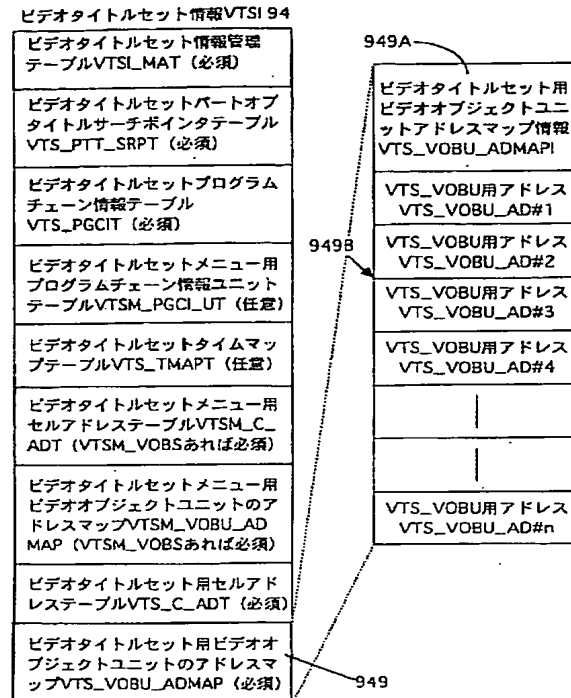 ビデオタイトルセット情報VTSI 94
ビデオタイトルセット情報管理
テーブルVTSI_MAT（必須）
ビデオタイトルセットパートオブ
タイトルサーチポインタテーブル
VTS_PTT_SRPT（必須）
ビデオタイトルセットプログラム
チェーン情報テーブル
VTS_PGCIT（必須）
ビデオタイトルセットメニュー用
プログラムチェーン情報ユニット
テーブルVTSM_PGCI_UT（任意）
ビデオタイトルセットタイムマッ
プテーブルVTS_TMAPT（任意）
ビデオタイトルセットメニュー用
セルアドレステーブルVTSM_C_
ADT（VTSM_VOBSあれば必須）
ビデオタイトルセットメニュー用
ビデオオブジェクトユニットのア
ドレスマップVTSM_VOBU_AD
MAP（VTSM_VOBSあれば必須）
ビデオタイトルセット用セルアド
レステーブルVTS_C_ADT（必須）
ビデオタイトルセット用ビデオオ
ブジェクトユニットのアドレスマ
ップVTS_VOBU_ADMAP（必須）
949
949A
ビデオタイトルセット用
ビデオオブジェクトユニ
ットアドレスマップ情報
VTS_VOBU_ADMAPI
949B
VTS_VOBU用アドレス
VTS_VOBU_AD#1
VTS_VOBU用アドレス
VTS_VOBU_AD#2
VTS_VOBU用アドレス
VTS_VOBU_AD#3
VTS_VOBU用アドレス
VTS_VOBU_AD#4
VTS_VOBU用アドレス
VTS_VOBU_AD#n